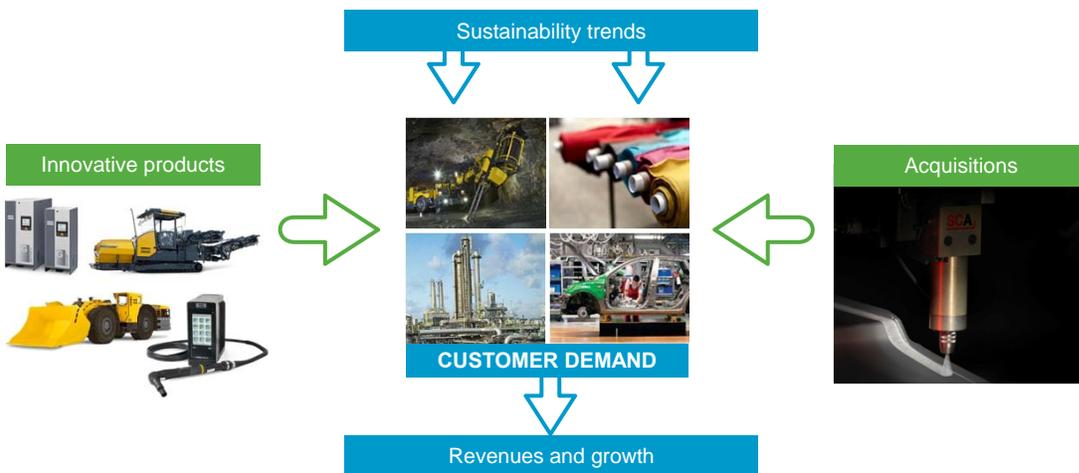 Sustainability trends
Innovative products
Acquisitions
SCA
CUSTOMER DEMAND
Revenues and growth